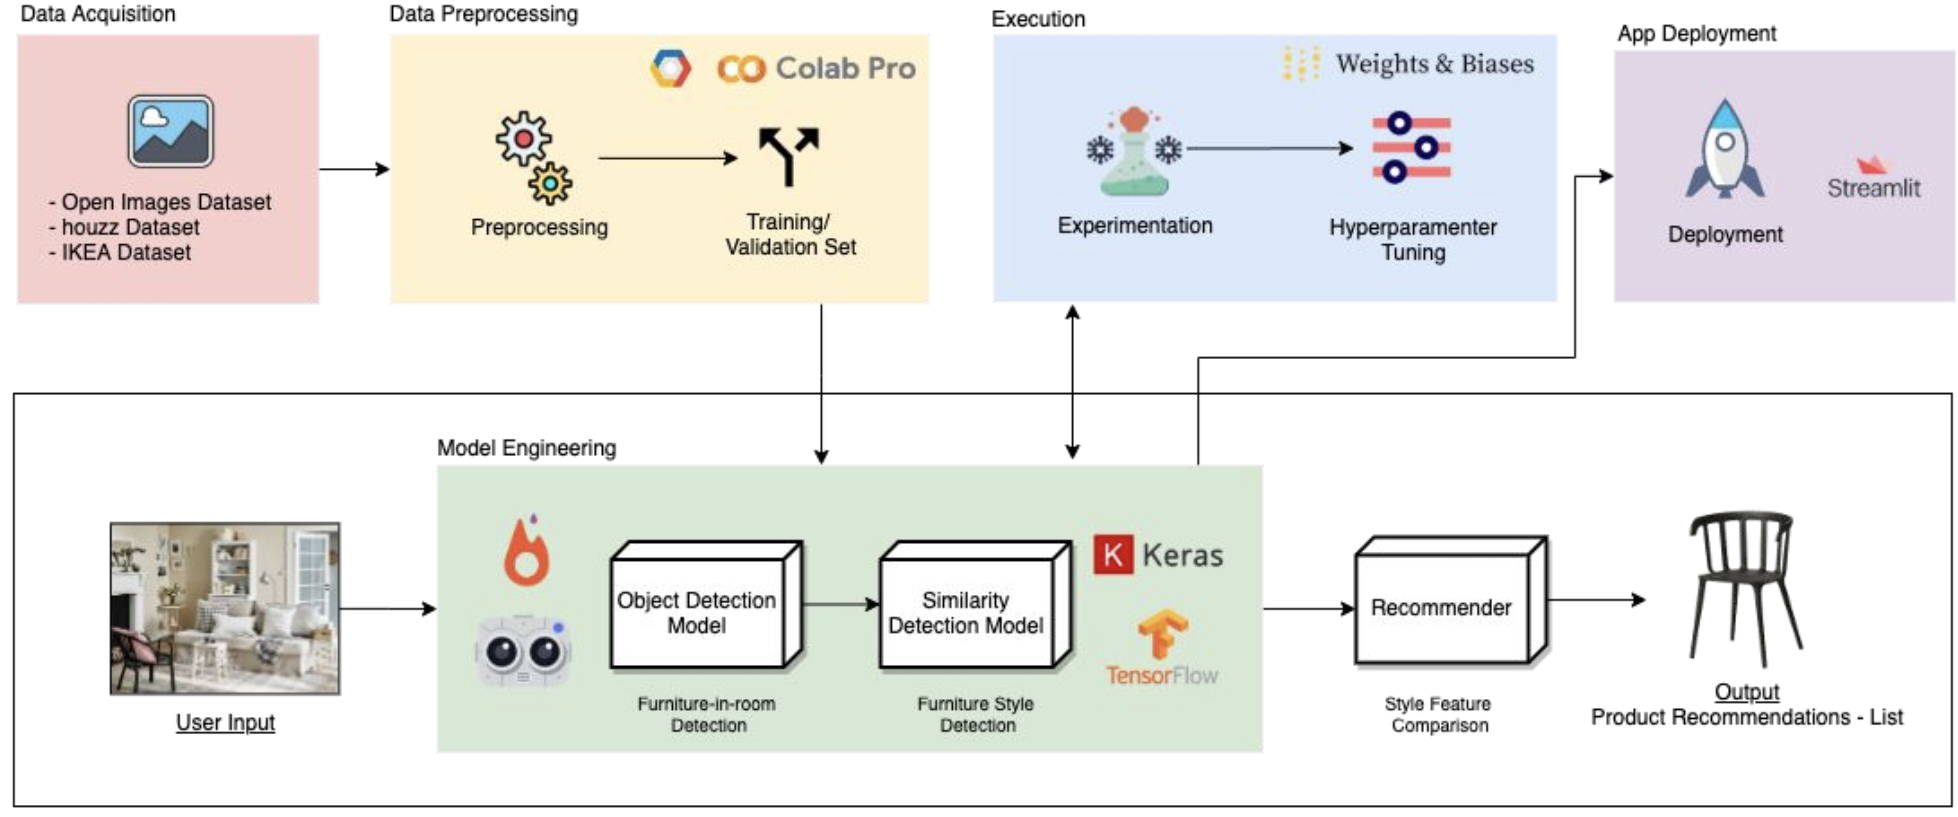 Data Acquisition
- Open Images Dataset
- houzz Dataset
- IKEA Dataset
Data Preprocessing
Colab Pro
Preprocessing
Training/
Validation Set
Execution
Weights & Biases
Experimentation
Hyperparamenter
Tuning
App Deployment
Deployment
Streamlit
Model Engineering
User Input
Object Detection
Model
Furniture-in-room
Detection
Similarity
Detection Model
Furniture Style
Detection
K Keras
TensorFlow
Recommender
Style Feature
Comparison
Output
Product Recommendations - List